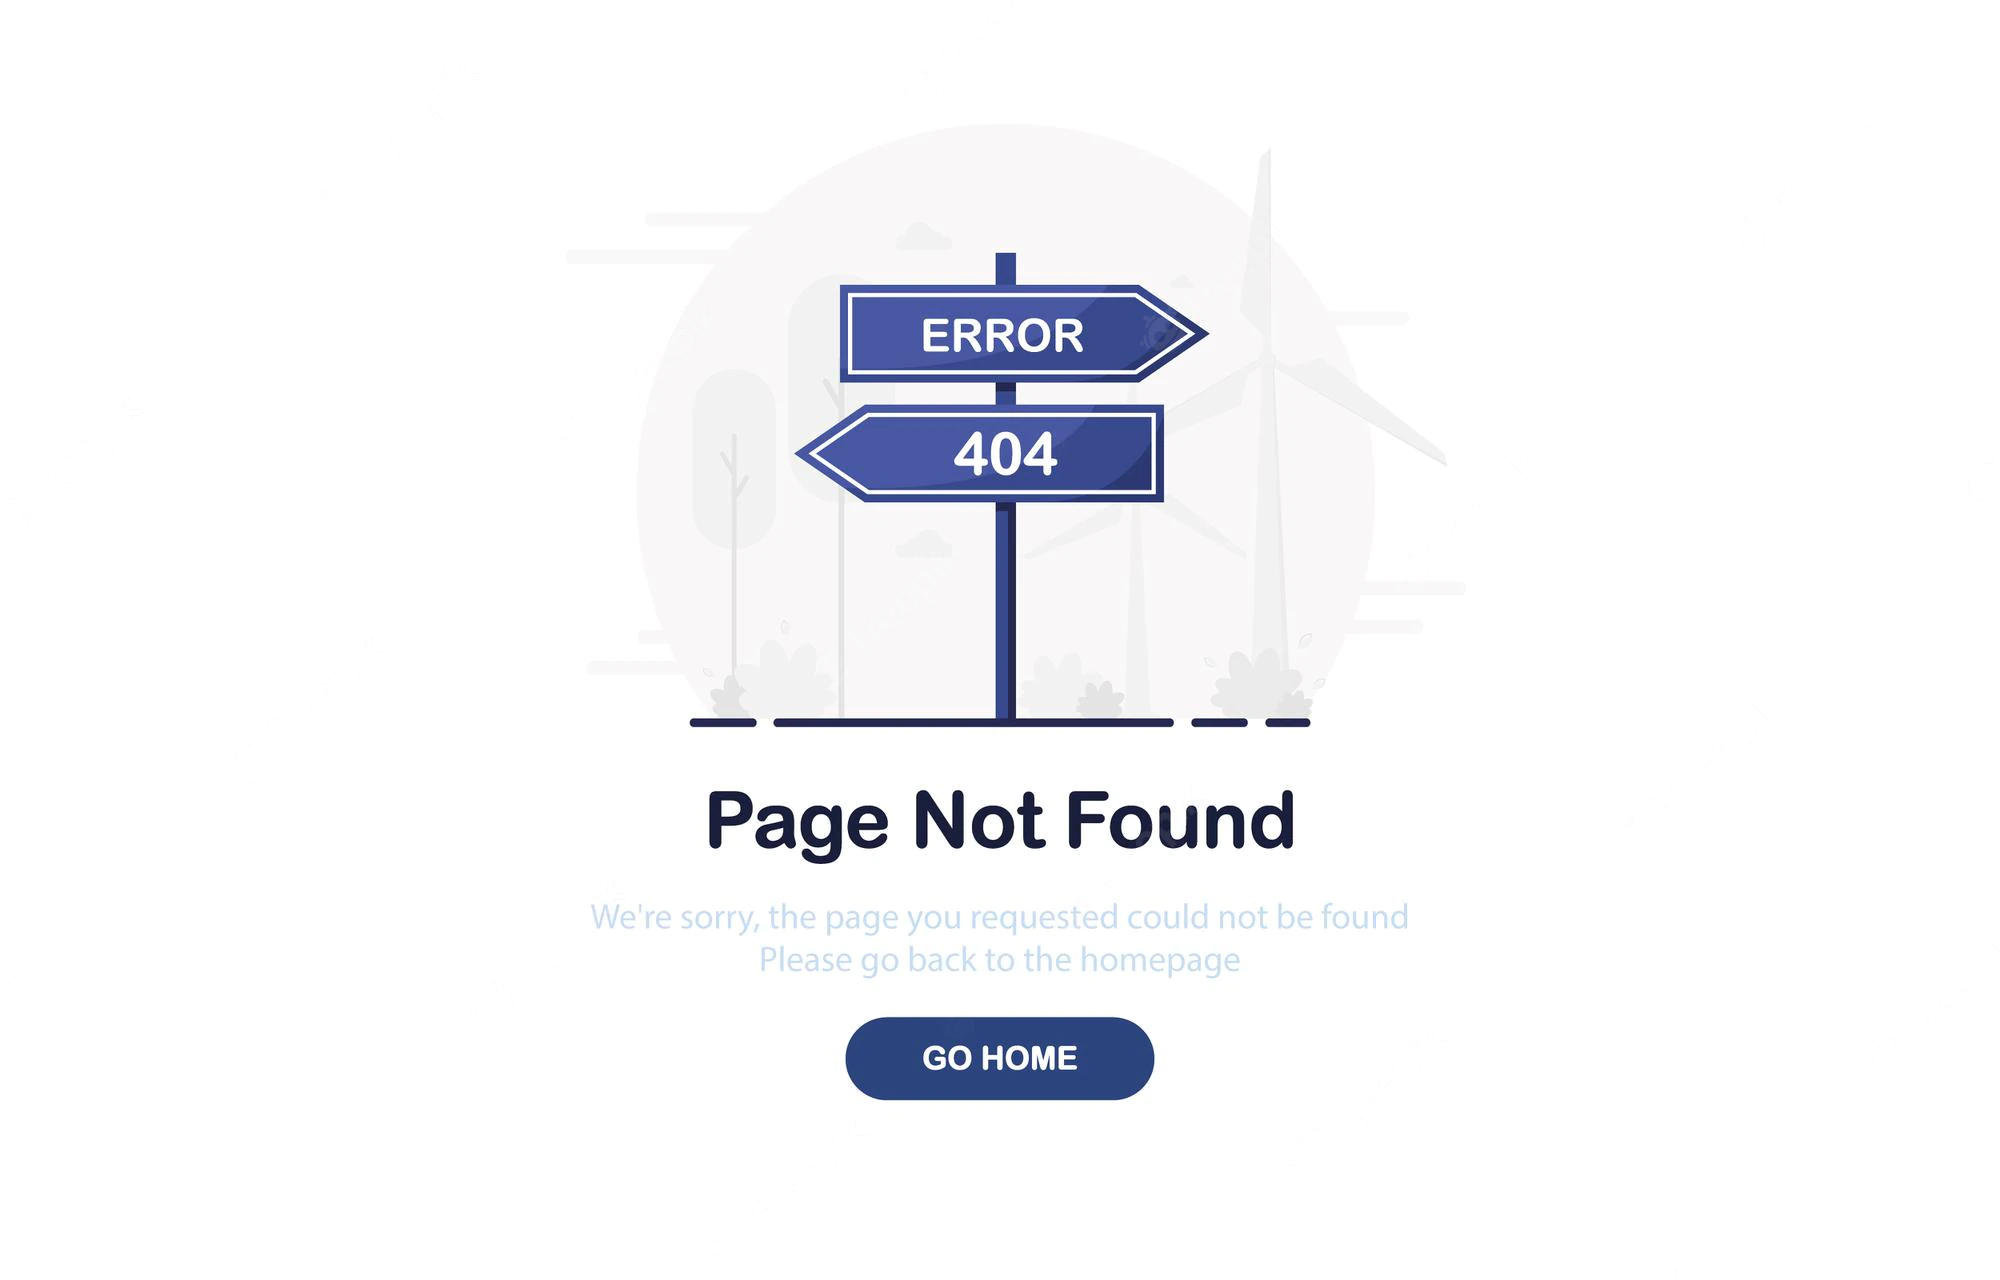 ERROR
404
Page Not Found
We're sorry, the page you requested could not be found
Please go back to the homepage
GO HOME